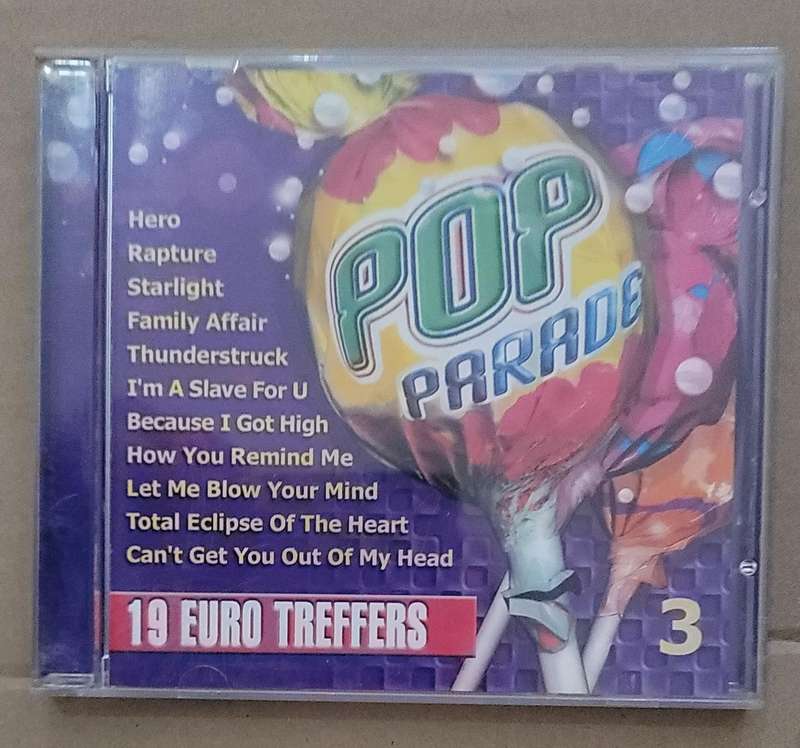 POP
PARADE
Hero
Rapture
Starlight
Family Affair
Thunderstruck
I'm A Slave For U
Because I Got High
How You Remind Me
Let Me Blow Your Mind
Total Eclipse Of The Heart
Can't Get You Out Of My Head
19 EURO TREFFERS
3